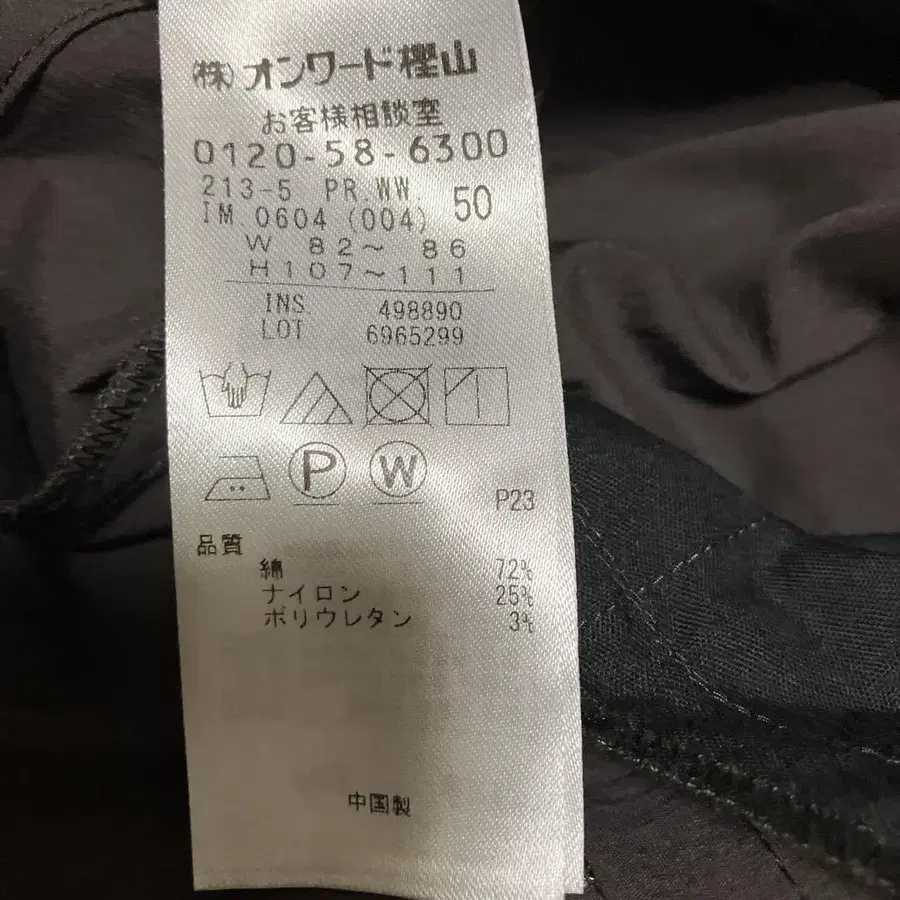 (株)オンワード樫山
お客様相談室
0120-58-6300
213-5 PR.WW. 50
IM 0604 (004)
W 82〜 86
H107〜111
INS. 498890
LOT 6965299
P W
P23
品質
綿 72%
ナイロン 25%
ポリウレタン 3%
中国製